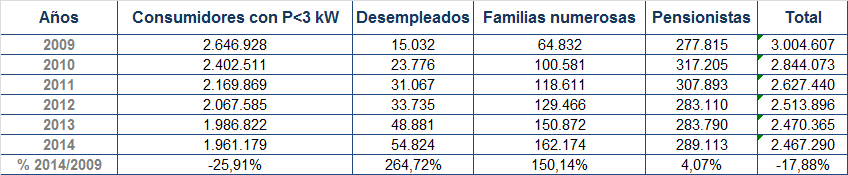 Años Consumidores con P<3 kW Desempleados Familias numerosas Pensionistas Total
2009 2.646.928 15.032 64.832 277.815 3.004.607
2010 2.402.511 23.776 100.581 317.205 2.844.073
2011 2.169.869 31.067 118.611 307.893 2.627.440
2012 2.067.585 33.735 129.466 283.110 2.513.896
2013 1.986.822 48.881 150.872 283.790 2.470.365
2014 1.961.179 54.824 162.174 289.113 2.467.290
% 2014/2009 -25,91% 264,72% 150,14% 4,07% -17,88%